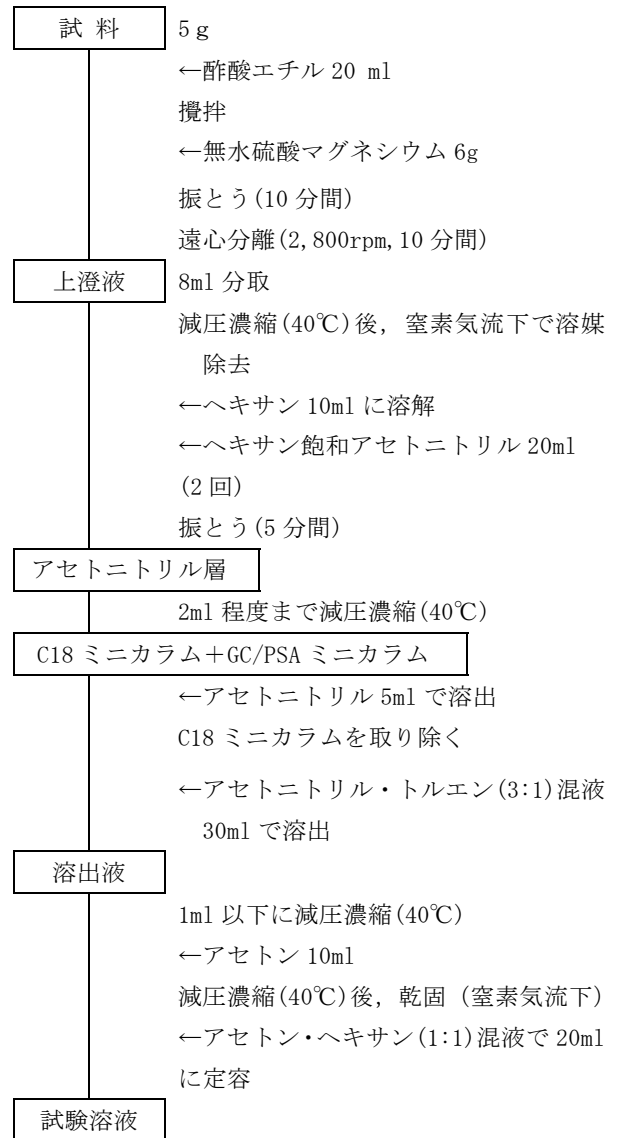 試 料 5ｇ
←酢酸エチル 20 ml
攪拌
←無水硫酸マグネシウム 6g
振とう(10 分間)
遠心分離(2,800rpm,10 分間)
上澄液 8ml 分取
減圧濃縮(40℃)後，窒素気流下で溶媒
除去
←ヘキサン 10ml に溶解
←ヘキサン飽和アセトニトリル 20ml
(2 回)
振とう(5 分間)
アセトニトリル層
2ml 程度まで減圧濃縮(40℃)
C18 ミニカラム＋GC/PSA ミニカラム
←アセトニトリル 5ml で溶出
C18 ミニカラムを取り除く
←アセトニトリル・トルエン(3:1)混液
30ml で溶出
溶出液
1ml 以下に減圧濃縮(40℃)
←アセトン 10ml
減圧濃縮(40℃)後，乾固（窒素気流下）
←アセトン・ヘキサン(1:1)混液で 20ml
に定容
試験溶液